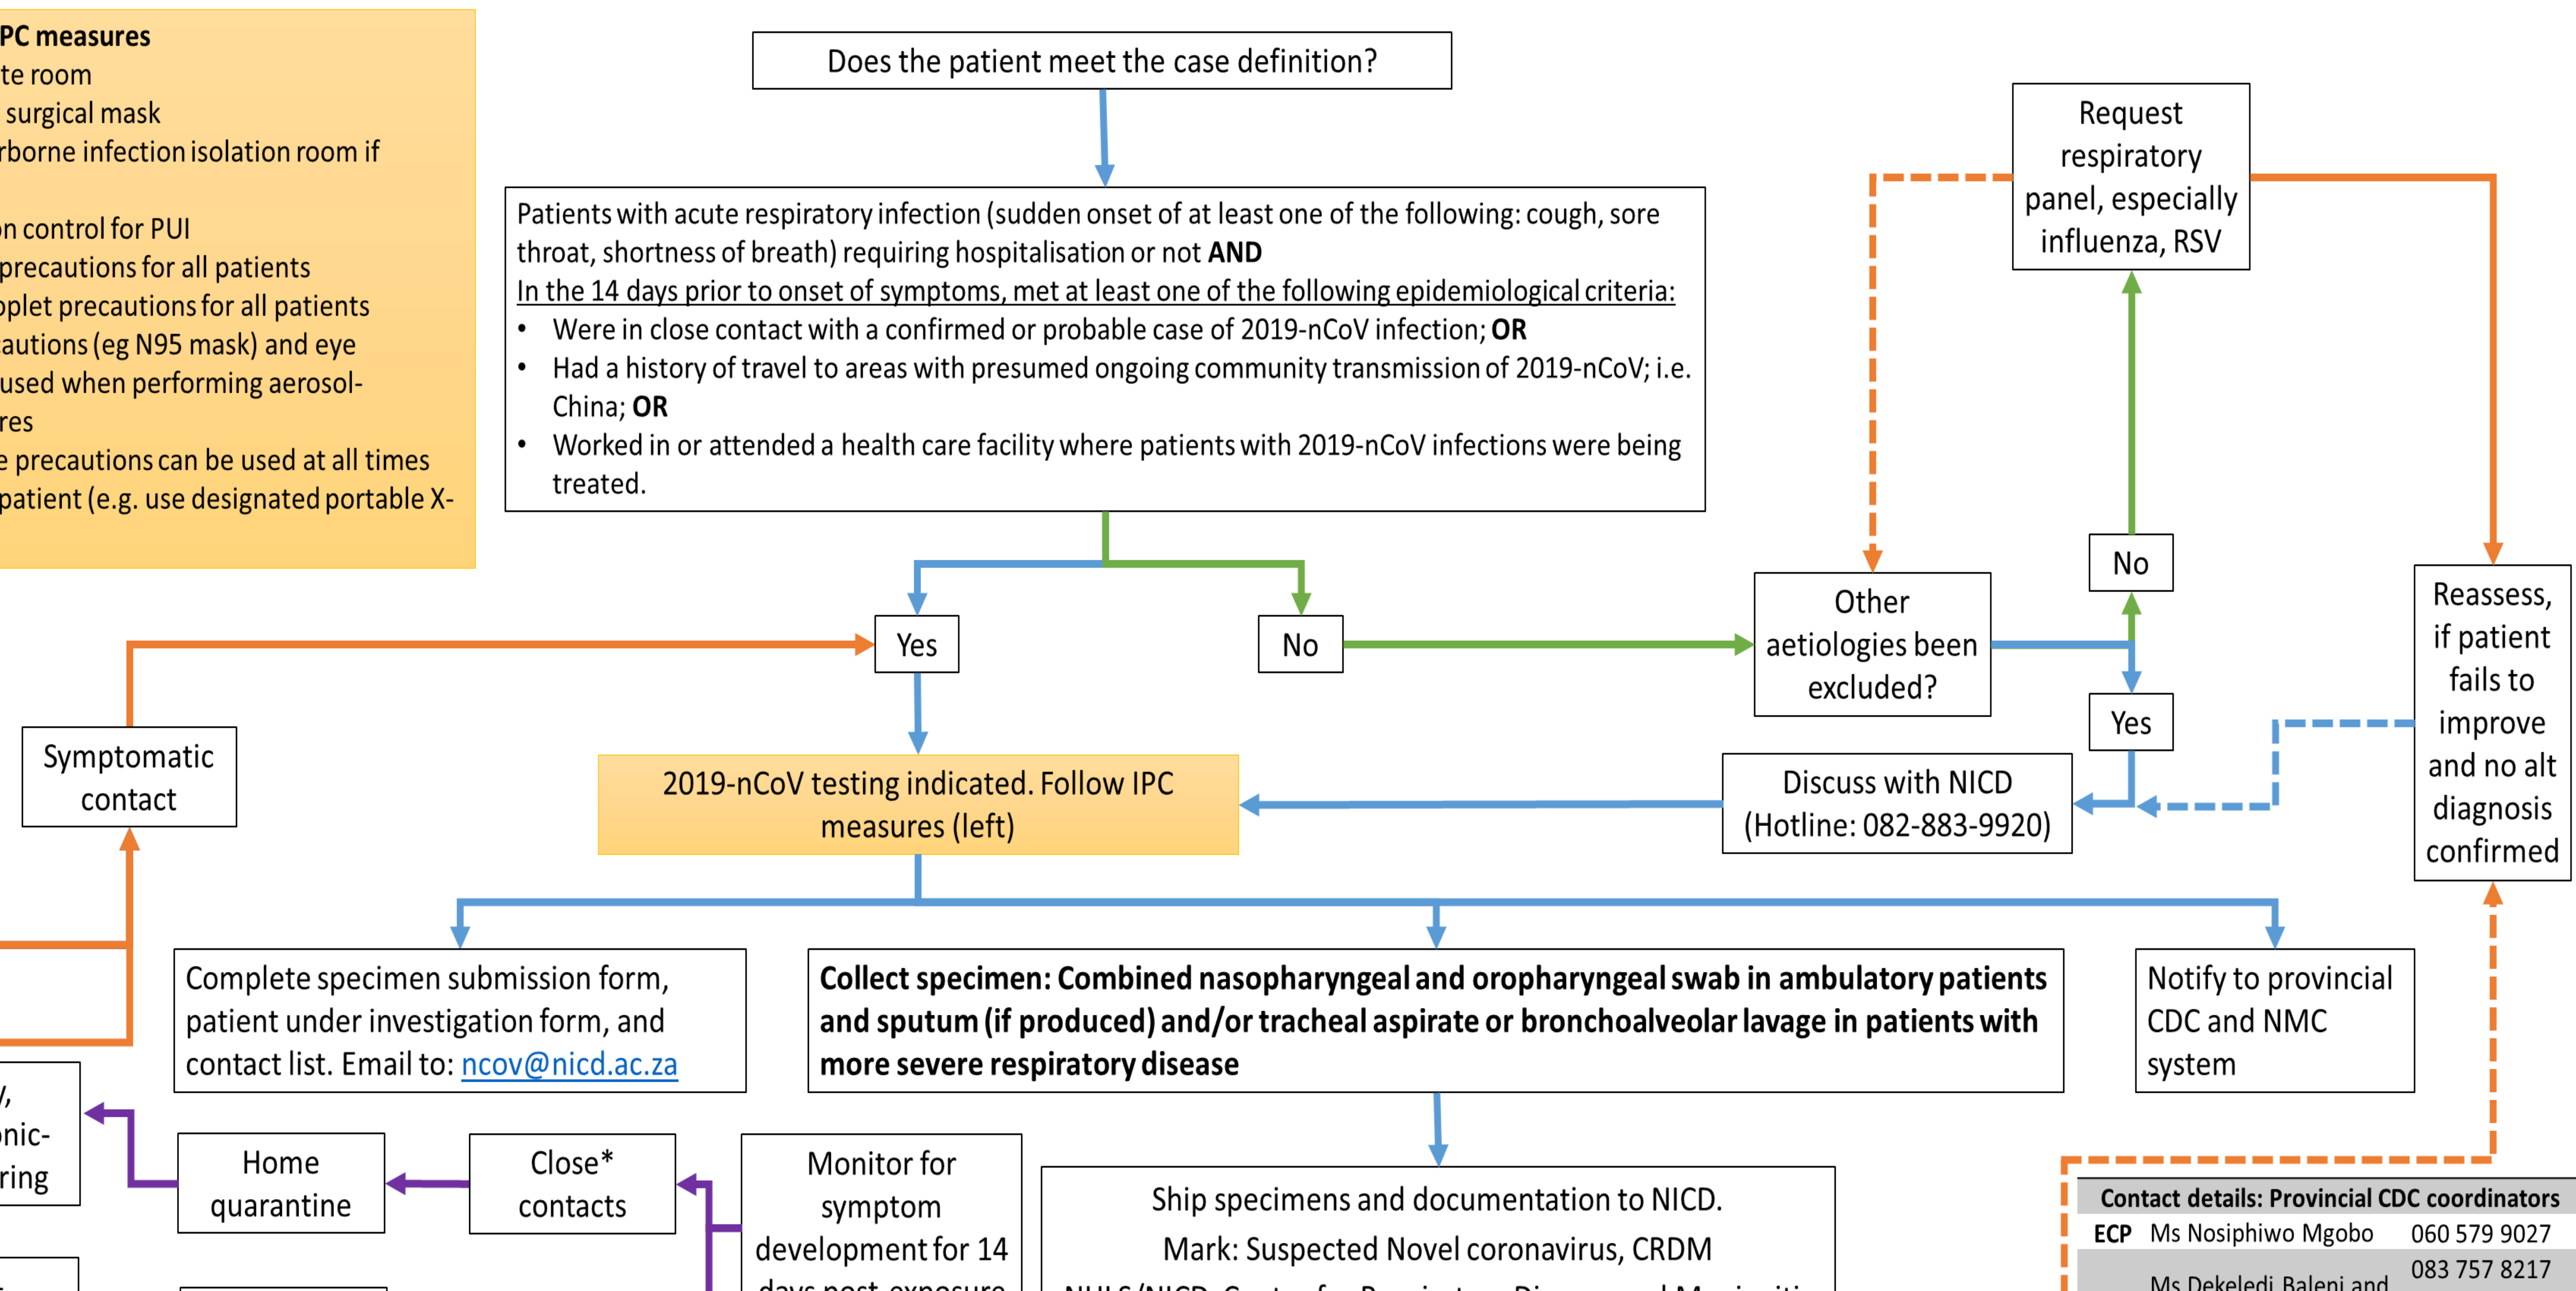 PC measures
te room
surgical mask
rborne infection isolation room if
on control for PUI
precautions for all patients
oplet precautions for all patients
cautions (eg N95 mask) and eye
used when performing aerosol-
res
e precautions can be used at all times
patient (e.g. use designated portable X-
Does the patient meet the case definition?
Patients with acute respiratory infection (sudden onset of at least one of the following: cough, sore
throat, shortness of breath) requiring hospitalisation or not AND
In the 14 days prior to onset of symptoms, met at least one of the following epidemiological criteria:
• Were in close contact with a confirmed or probable case of 2019-nCoV infection; OR
• Had a history of travel to areas with presumed ongoing community transmission of 2019-nCoV; i.e.
China; OR
• Worked in or attended a health care facility where patients with 2019-nCoV infections were being
treated.
Request
respiratory
panel, especially
influenza, RSV
No
Yes
No
Other
aetiologies been
excluded?
Yes
Reassess,
if patient
fails to
improve
and no alt
diagnosis
confirmed
Symptomatic
contact
2019-nCoV testing indicated. Follow IPC
measures (left)
Discuss with NICD
(Hotline: 082-883-9920)
Complete specimen submission form,
patient under investigation form, and
contact list. Email to: ncov@nicd.ac.za
Collect specimen: Combined nasopharyngeal and oropharyngeal swab in ambulatory patients
and sputum (if produced) and/or tracheal aspirate or bronchoalveolar lavage in patients with
more severe respiratory disease
Notify to provincial
CDC and NMC
system
onic-
ring
Home
quarantine
Close*
contacts
Monitor for
symptom
development for 14
days post-exposure
Ship specimens and documentation to NICD.
Mark: Suspected Novel coronavirus, CRDM
Contact details: Provincial CDC coordinators
ECP Ms Nosiphiwo Mgobo 060 579 9027
083 757 8217
Ms Dekeledi Baleni and